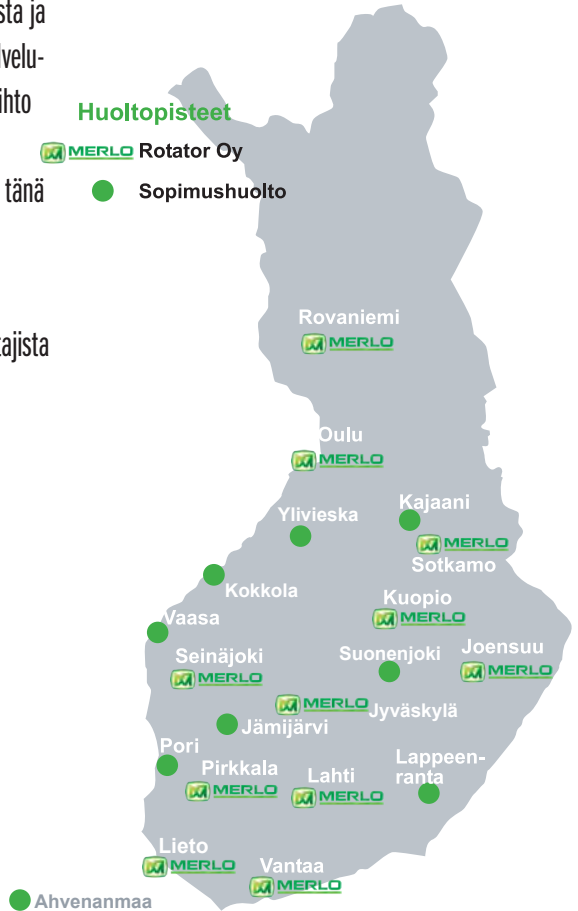 sta ja
lvelu-
ihto
tänä
tajista
Huoltopisteet
MERLO Rotator Oy
Sopimushuolto
Rovaniemi
MERLO
Oulu
MERLO
Ylivieska
Kajaani
MERLO
Sotkamo
Kokkola
Kuopio
MERLO
Vaasa
Seinäjoki
MERLO
Suonenjoki
Joensuu
MERLO
MERLO Jyväskylä
Jämijärvi
Pori
Pirkkala
MERLO
Lahti
MERLO
Lappeen-
ranta
Lieto
MERLO
Vantaa
MERLO
Ahvenanmaa